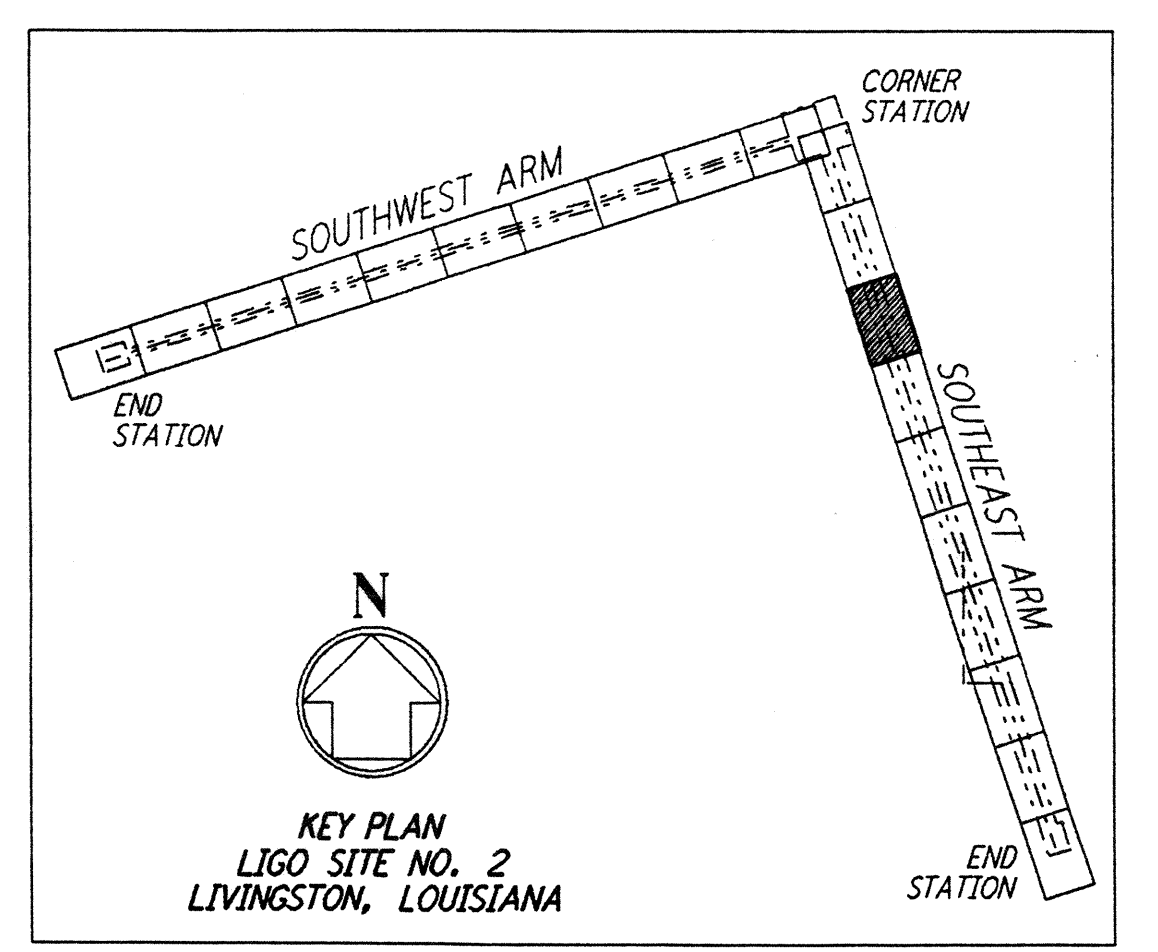 CORNER
STATION
SOUTHWEST ARM
END
STATION
SOUTHEAST ARM
N
KEY PLAN
LIGO SITE NO. 2
LIVINGSTON, LOUISIANA
END
STATION